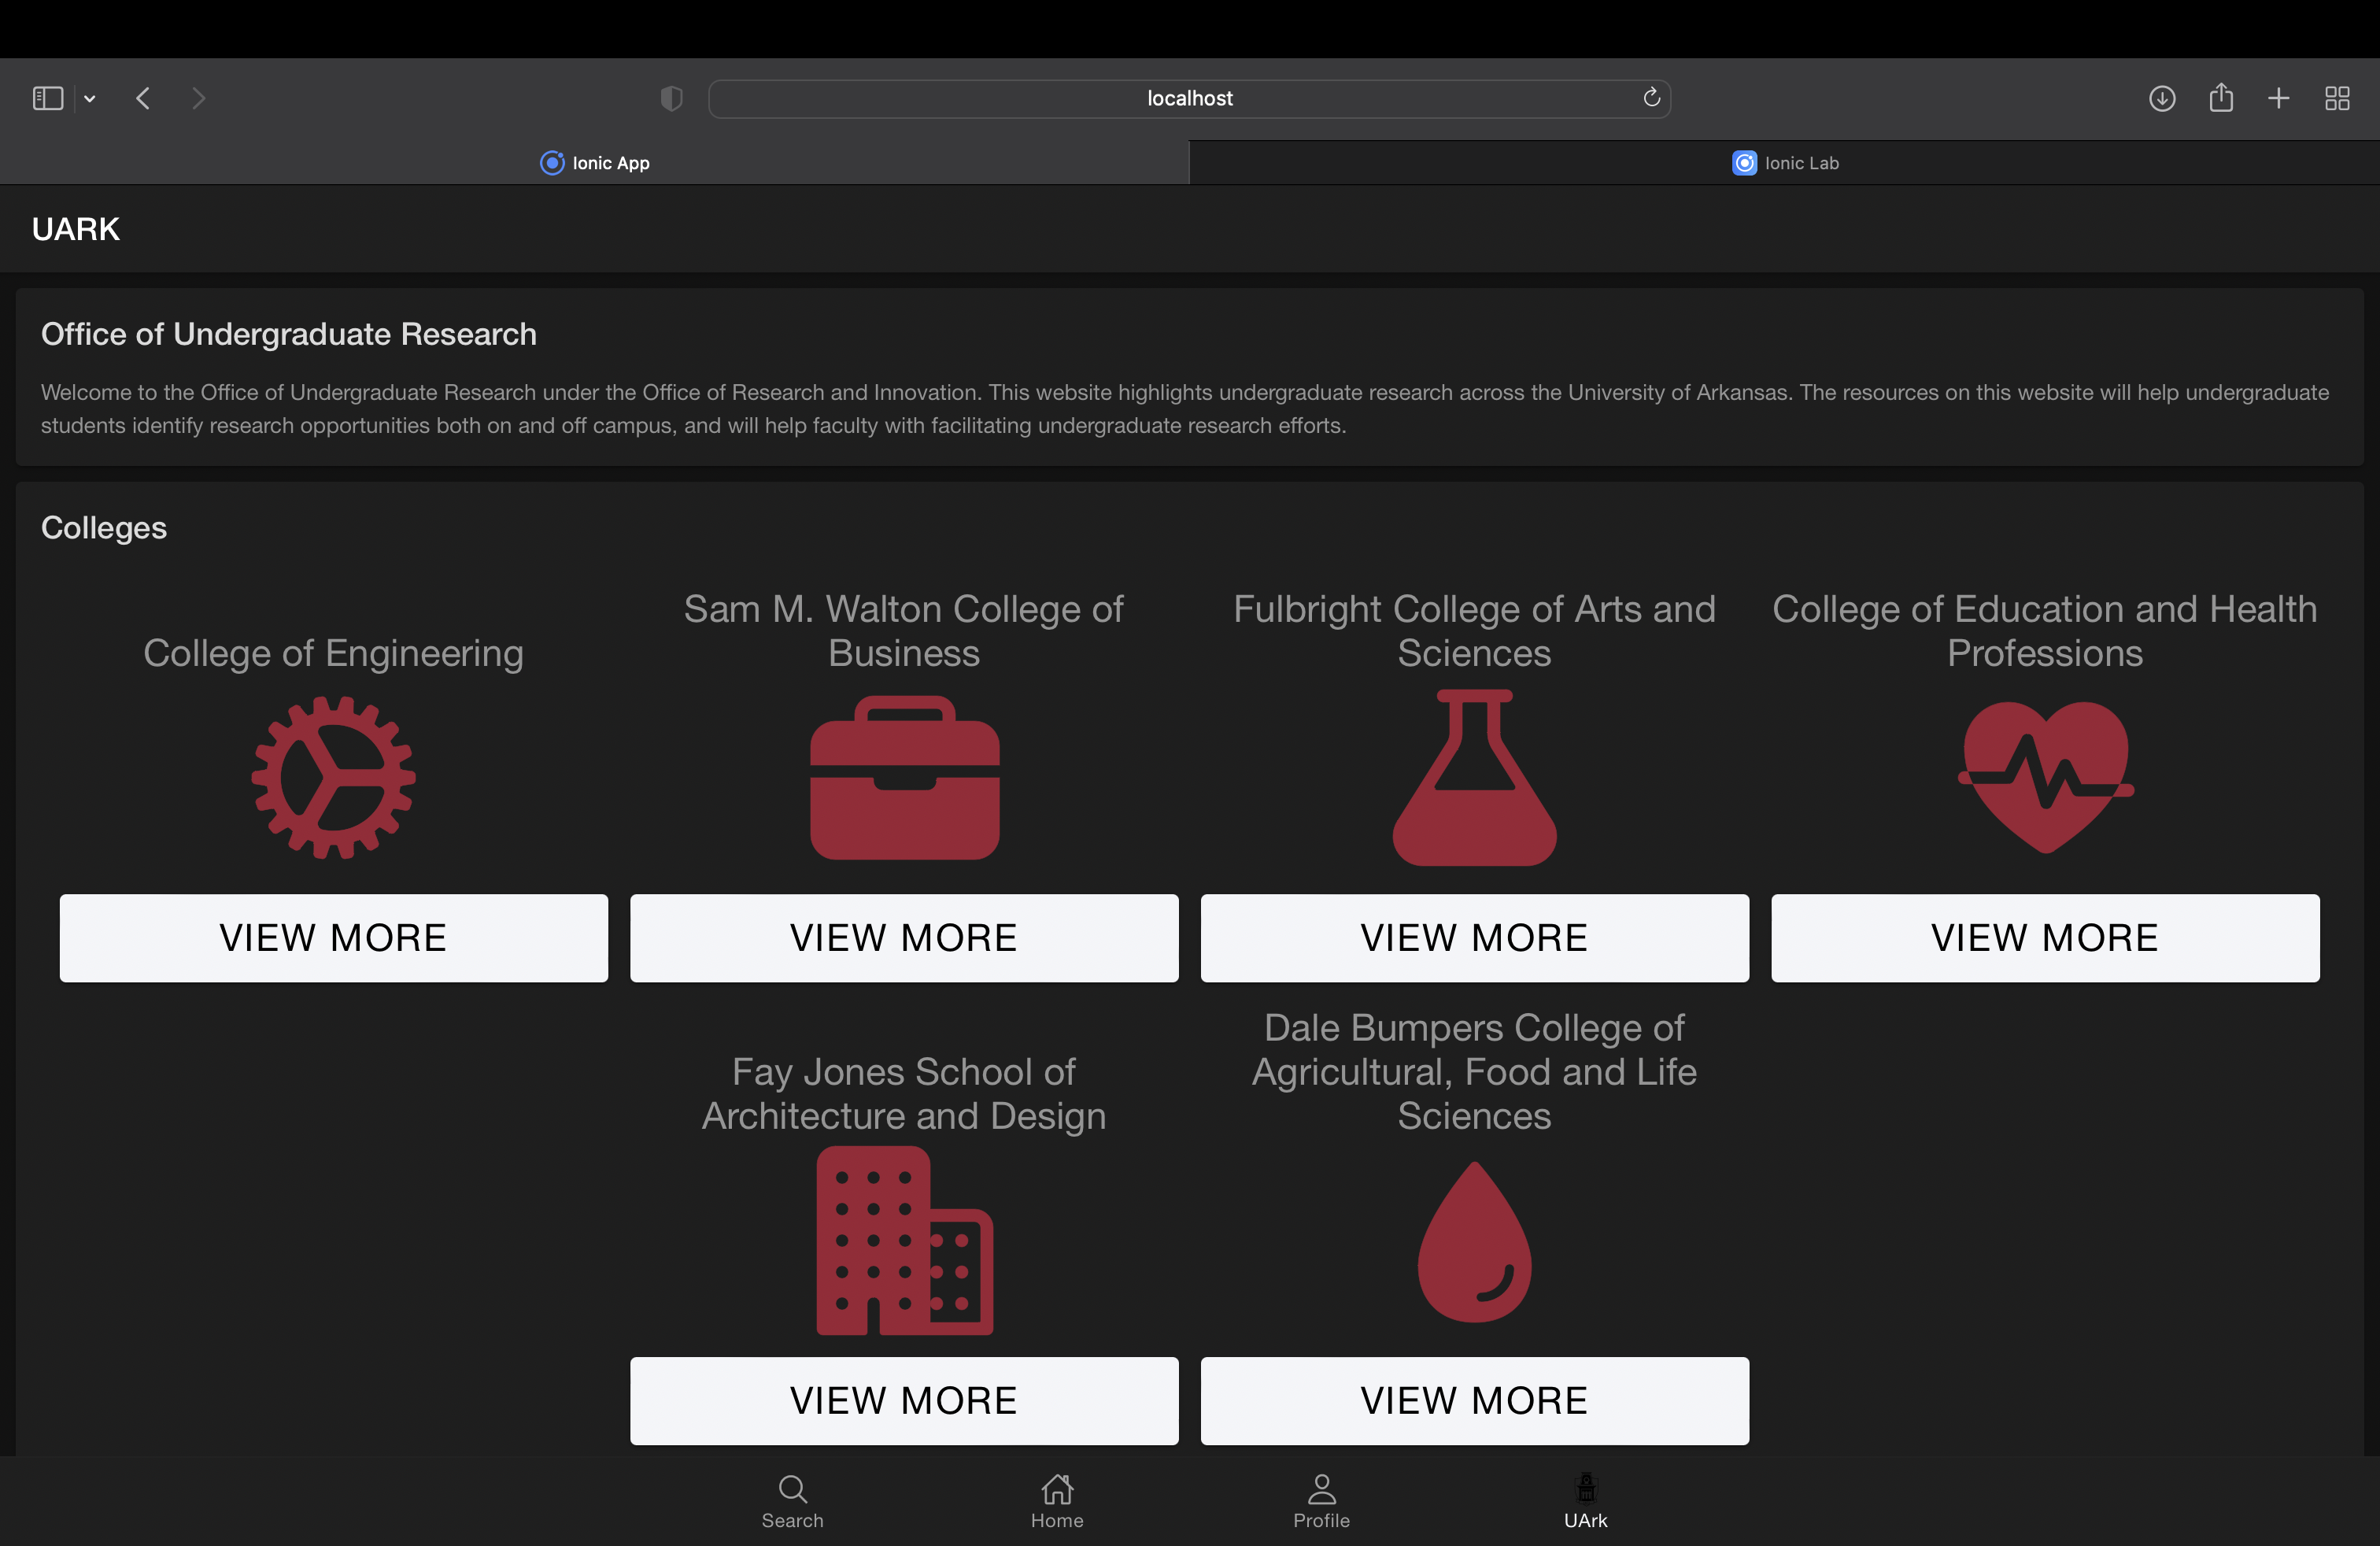 localhost
Ionic App
Ionic Lab
UARK
Office of Undergraduate Research
Welcome to the Office of Undergraduate Research under the Office of Research and Innovation. This website highlights undergraduate research across the University of Arkansas. The resources on this website will help undergraduate
students identify research opportunities both on and off campus, and will help faculty with facilitating undergraduate research efforts.
Colleges
College of Engineering
Sam M. Walton College of
Business
Fulbright College of Arts and
Sciences
College of Education and Health
Professions
VIEW MORE
VIEW MORE
VIEW MORE
VIEW MORE
Fay Jones School of
Architecture and Design
Dale Bumpers College of
Agricultural, Food and Life
Sciences
VIEW MORE
VIEW MORE
Search
Home
Profile
UArk